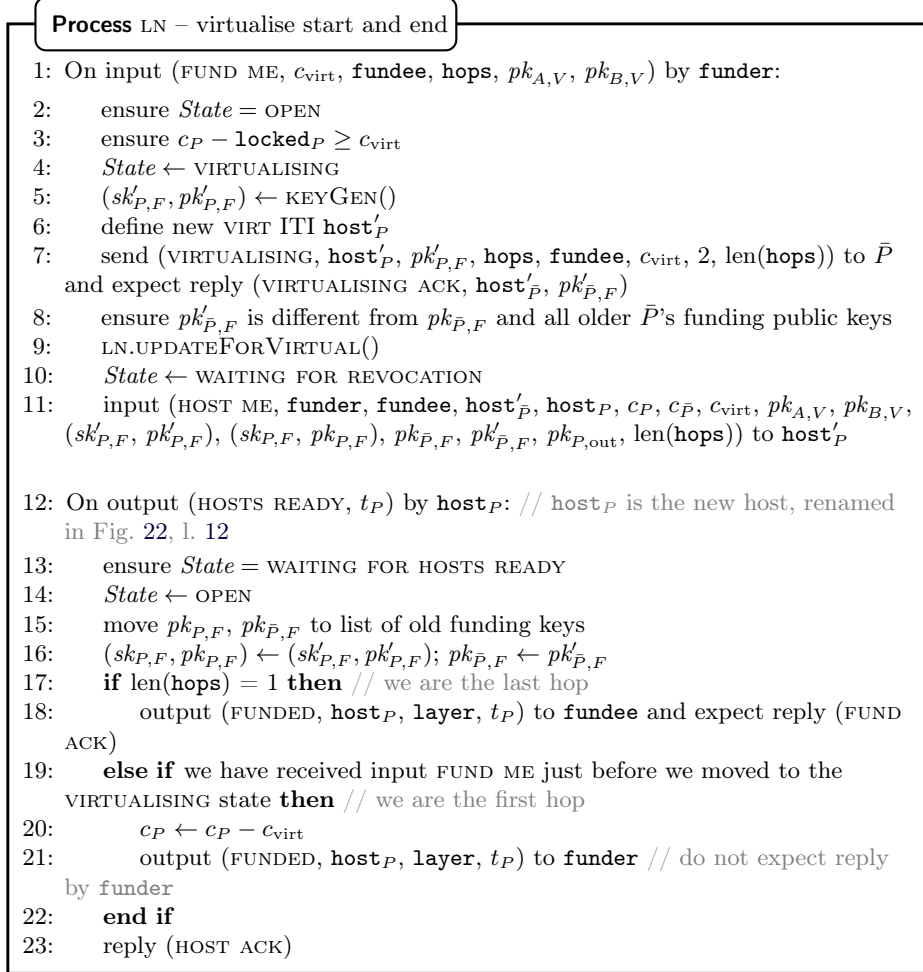 Process LN – virtualise start and end
1: On input (FUND ME, c_virt, fundee, hops, pk_{A,V}, pk_{B,V}) by funder:
2: ensure State = OPEN
3: ensure c_P − locked_P ≥ c_virt
4: State ← VIRTUALISING
5: (sk′_{P,F}, pk′_{P,F}) ← KEYGEN()
6: define new VIRT ITI host′_P
7: send (VIRTUALISING, host′_P, pk′_{P,F}, hops, fundee, c_virt, 2, len(hops)) to P̄
and expect reply (VIRTUALISING ACK, host′_P̄, pk′_{P̄,F})
8: ensure pk′_{P̄,F} is different from pk_{P̄,F} and all older P̄'s funding public keys
9: LN.UPDATEFORVIRTUAL()
10: State ← WAITING FOR REVOCATION
11: input (HOST ME, funder, fundee, host′_P̄, host_P, c_P, c_P̄, c_virt, pk_{A,V}, pk_{B,V},
(sk′_{P,F}, pk′_{P,F}), (sk_{P,F}, pk_{P,F}), pk_{P̄,F}, pk′_{P̄,F}, pk_{P,out}, len(hops)) to host′_P
12: On output (HOSTS READY, t_P) by host_P: // host_P is the new host, renamed
in Fig. 22, l. 12
13: ensure State = WAITING FOR HOSTS READY
14: State ← OPEN
15: move pk_{P,F}, pk_{P̄,F} to list of old funding keys
16: (sk_{P,F}, pk_{P,F}) ← (sk′_{P,F}, pk′_{P,F}); pk_{P̄,F} ← pk′_{P̄,F}
17: if len(hops) = 1 then // we are the last hop
18: output (FUNDED, host_P, layer, t_P) to fundee and expect reply (FUND
ACK)
19: else if we have received input FUND ME just before we moved to the
VIRTUALISING state then // we are the first hop
20: c_P ← c_P − c_virt
21: output (FUNDED, host_P, layer, t_P) to funder // do not expect reply
by funder
22: end if
23: reply (HOST ACK)